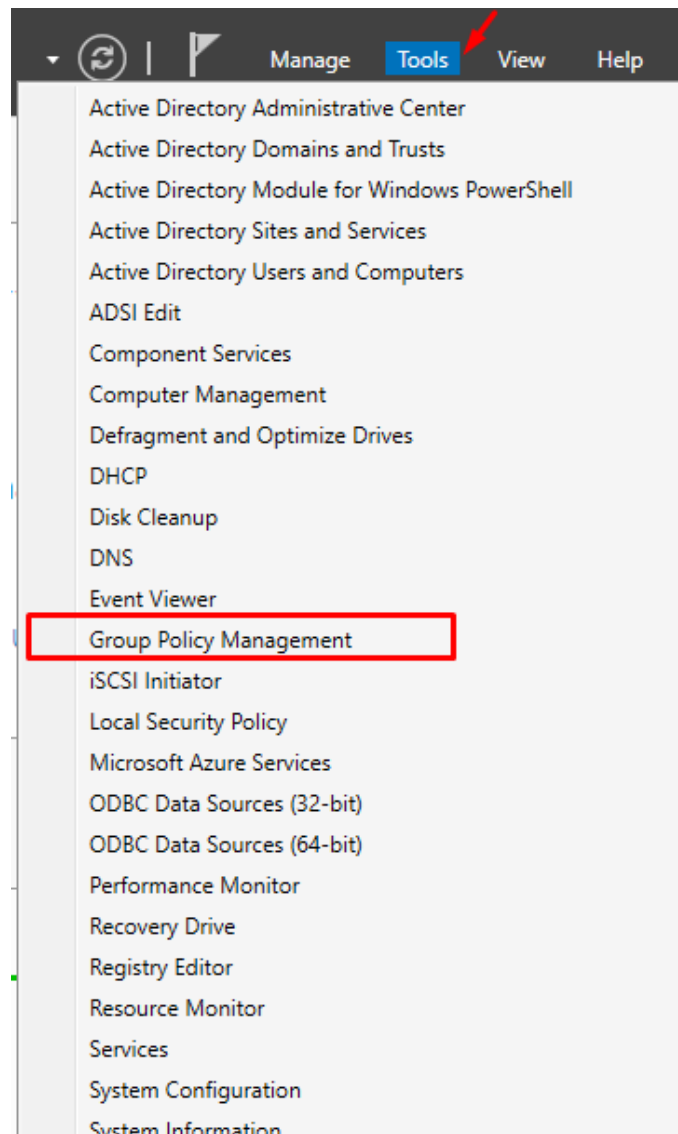 Manage Tools View Help
Active Directory Administrative Center
Active Directory Domains and Trusts
Active Directory Module for Windows PowerShell
Active Directory Sites and Services
Active Directory Users and Computers
ADSI Edit
Component Services
Computer Management
Defragment and Optimize Drives
DHCP
Disk Cleanup
DNS
Event Viewer
Group Policy Management
iSCSI Initiator
Local Security Policy
Microsoft Azure Services
ODBC Data Sources (32-bit)
ODBC Data Sources (64-bit)
Performance Monitor
Recovery Drive
Registry Editor
Resource Monitor
Services
System Configuration
System Information